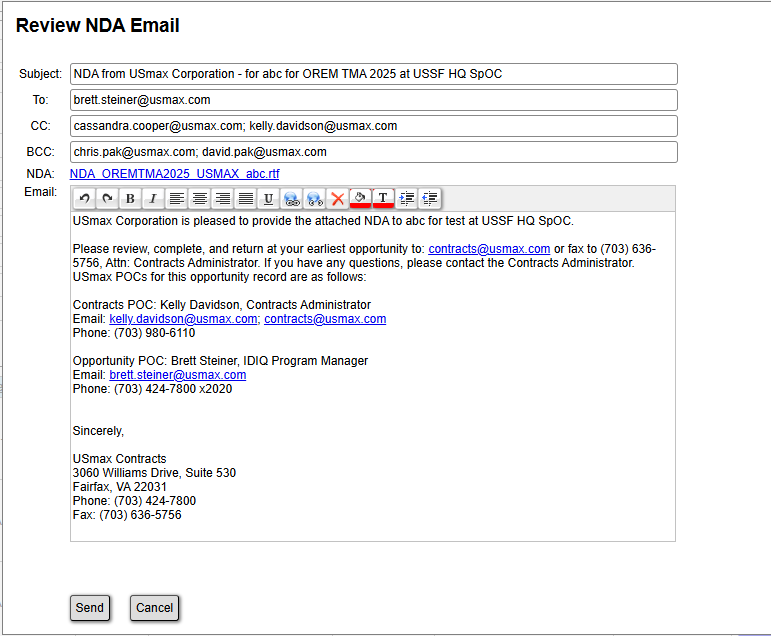 Review NDA Email
Subject: NDA from USmax Corporation - for abc for OREM TMA 2025 at USSF HQ SpOC
To: brett.steiner@usmax.com
CC: cassandra.cooper@usmax.com; kelly.davidson@usmax.com
BCC: chris.pak@usmax.com; david.pak@usmax.com
NDA: NDA_OREMTMA2025_USMAX_abc.rtf
Email:
B I U T
USmax Corporation is pleased to provide the attached NDA to abc for test at USSF HQ SpOC.
Please review, complete, and return at your earliest opportunity to: contracts@usmax.com or fax to (703) 636-
5756, Attn: Contracts Administrator. If you have any questions, please contact the Contracts Administrator.
USmax POCs for this opportunity record are as follows:
Contracts POC: Kelly Davidson, Contracts Administrator
Email: kelly.davidson@usmax.com; contracts@usmax.com
Phone: (703) 980-6110
Opportunity POC: Brett Steiner, IDIQ Program Manager
Email: brett.steiner@usmax.com
Phone: (703) 424-7800 x2020
Sincerely,
USmax Contracts
3060 Williams Drive, Suite 530
Fairfax, VA 22031
Phone: (703) 424-7800
Fax: (703) 636-5756
Send Cancel